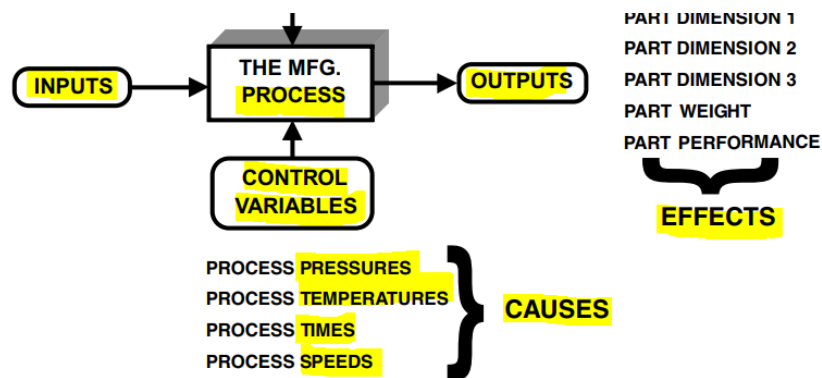 PART DIMENSION 1
PART DIMENSION 2
PART DIMENSION 3
PART WEIGHT
PART PERFORMANCE
EFFECTS
INPUTS
THE MFG.
PROCESS
OUTPUTS
CONTROL
VARIABLES
PROCESS PRESSURES
PROCESS TEMPERATURES
PROCESS TIMES
PROCESS SPEEDS
CAUSES